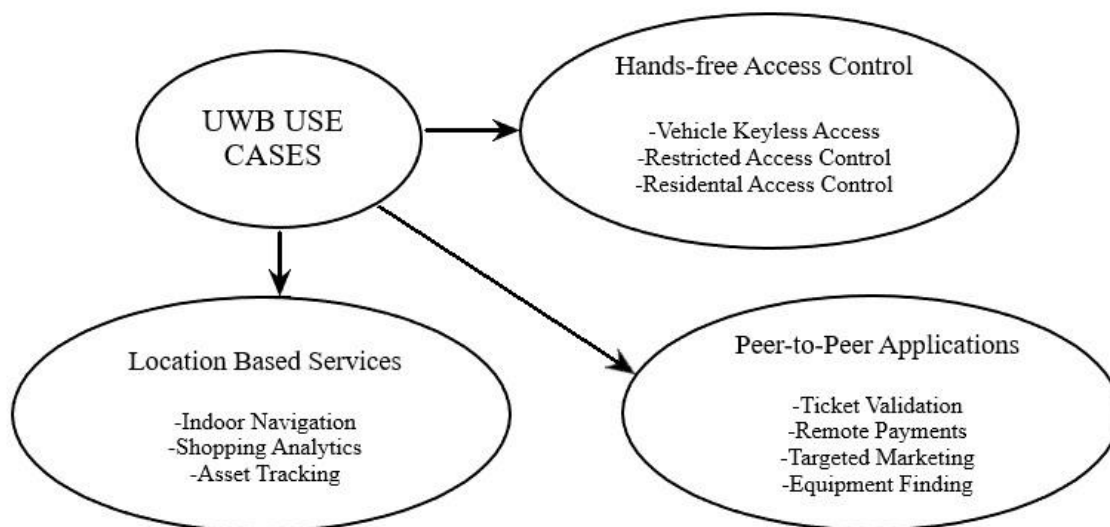 UWB USE
CASES
Hands-free Access Control
-Vehicle Keyless Access
-Restricted Access Control
-Residental Access Control
Location Based Services
-Indoor Navigation
-Shopping Analytics
-Asset Tracking
Peer-to-Peer Applications
-Ticket Validation
-Remote Payments
-Targeted Marketing
-Equipment Finding